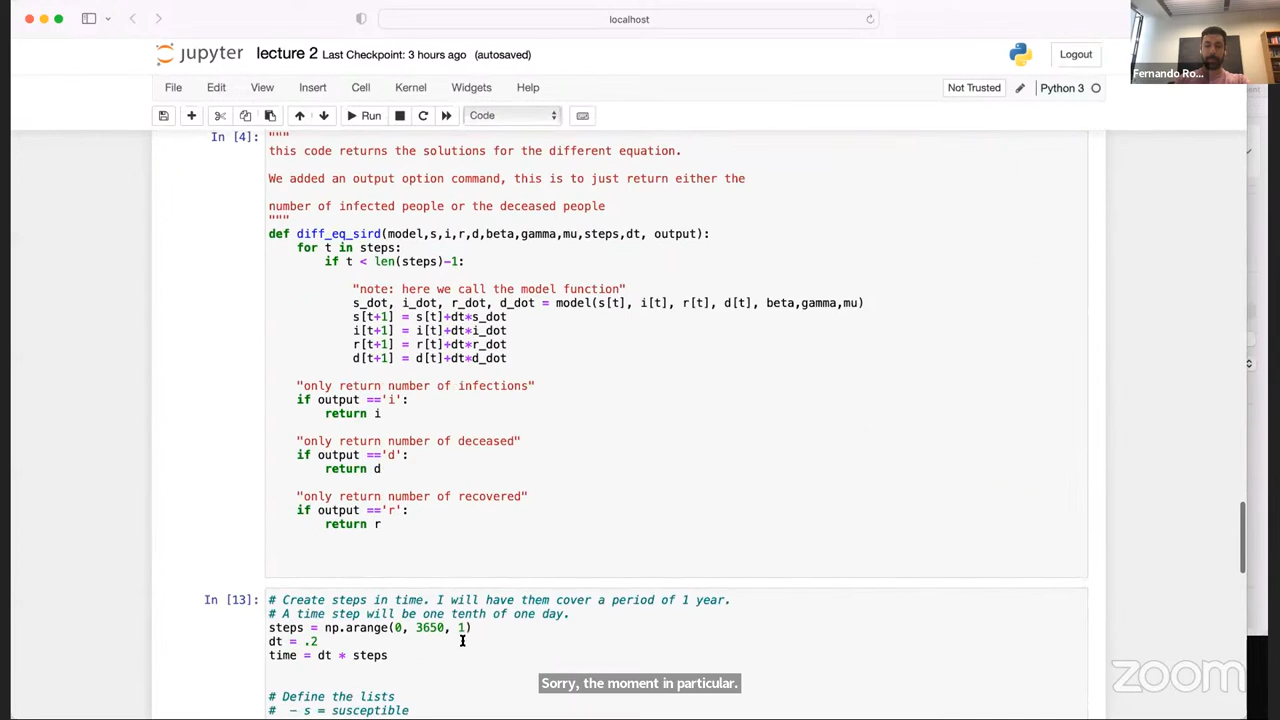 localhost
jupyter lecture 2 Last Checkpoint: 3 hours ago (autosaved)
Logout
Fernando Ro...
File Edit View Insert Cell Kernel Widgets Help
Not Trusted
Python 3
Run
Code
In [4]:
"""
this code returns the solutions for the different equation.
We added an output option command, this is to just return either the
number of infected people or the deceased people
"""
def diff_eq_sird(model,s,i,r,d,beta,gamma,mu,steps,dt, output):
for t in steps:
if t < len(steps)-1:
"note: here we call the model function"
s_dot, i_dot, r_dot, d_dot = model(s[t], i[t], r[t], d[t], beta,gamma,mu)
s[t+1] = s[t]+dt*s_dot
i[t+1] = i[t]+dt*i_dot
r[t+1] = r[t]+dt*r_dot
d[t+1] = d[t]+dt*d_dot
"only return number of infections"
if output =='i':
return i
"only return number of deceased"
if output =='d':
return d
"only return number of recovered"
if output =='r':
return r
In [13]:
# Create steps in time. I will have them cover a period of 1 year.
# A time step will be one tenth of one day.
steps = np.arange(0, 3650, 1)
dt = .2
time = dt * steps
# Define the lists
# – s = susceptible
Sorry, the moment in particular.
zoom